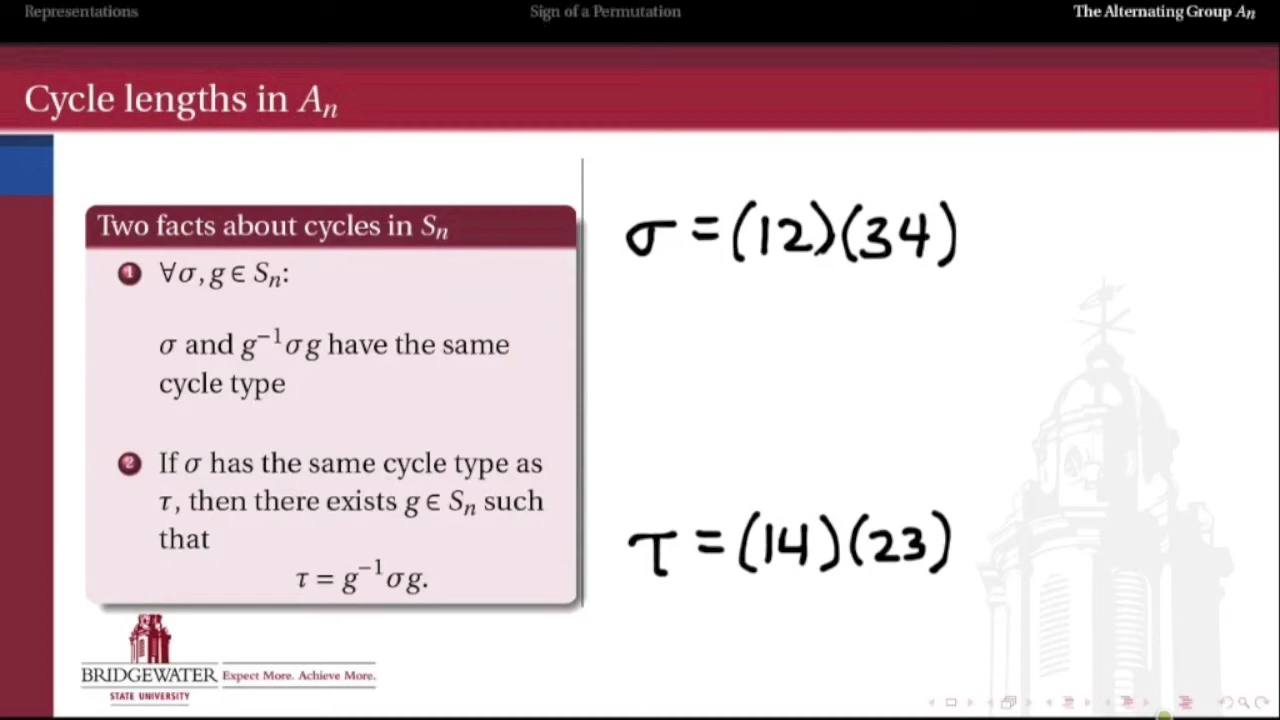 Representations Sign of a Permutation The Alternating Group Aₙ
Cycle lengths in Aₙ
Two facts about cycles in Sₙ
1 ∀σ, g ∈ Sₙ:
σ and g⁻¹σg have the same
cycle type
2 If σ has the same cycle type as
τ, then there exists g ∈ Sₙ such
that
τ = g⁻¹σg.
σ = (12)(34)
τ = (14)(23)
BRIDGEWATER Expect More. Achieve More.
STATE UNIVERSITY